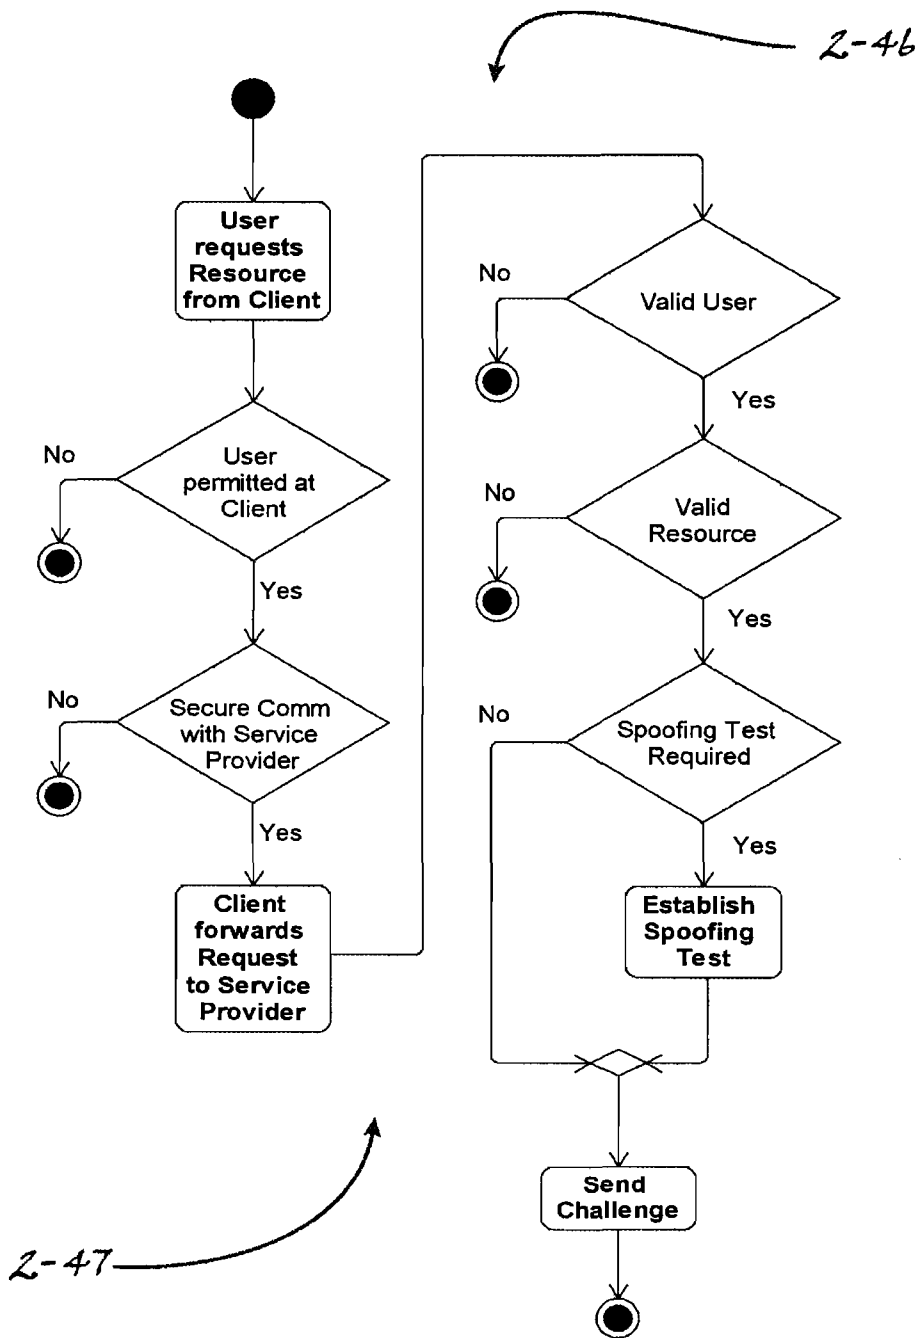 2-46
User
requests
Resource
from Client
No
User
permitted at
Client
Yes
No
Secure Comm
with Service
Provider
Yes
Client
forwards
Request
to Service
Provider
No
Valid User
Yes
No
Valid
Resource
Yes
No
Spoofing Test
Required
Yes
Establish
Spoofing
Test
Send
Challenge
2-47